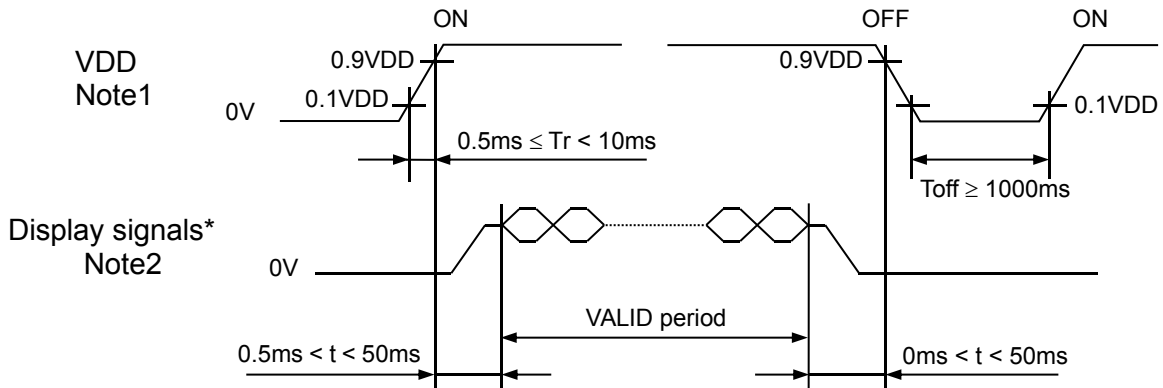 ON
OFF
ON
VDD
Note1
0.9VDD
0.9VDD
0.1VDD
0.1VDD
0V
0.5ms ≤ Tr < 10ms
Toff ≥ 1000ms
Display signals*
Note2
0V
VALID period
0.5ms < t < 50ms
0ms < t < 50ms